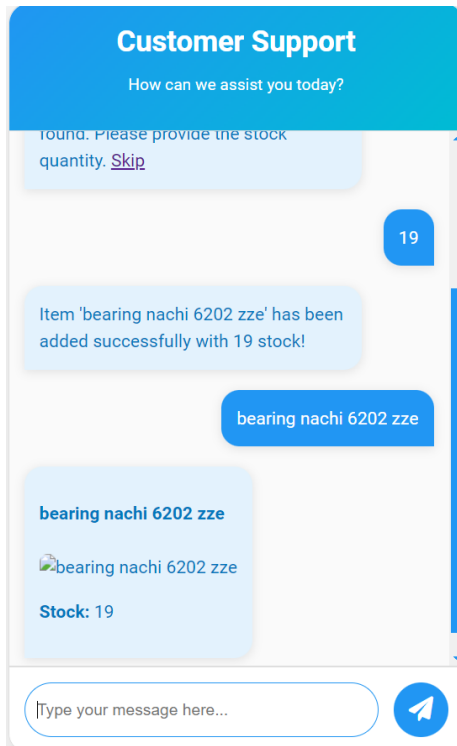 Customer Support
How can we assist you today?
found. Please provide the stock
quantity. Skip
19
Item 'bearing nachi 6202 zze' has been
added successfully with 19 stock!
bearing nachi 6202 zze
bearing nachi 6202 zze
bearing nachi 6202 zze
Stock: 19
Type your message here...